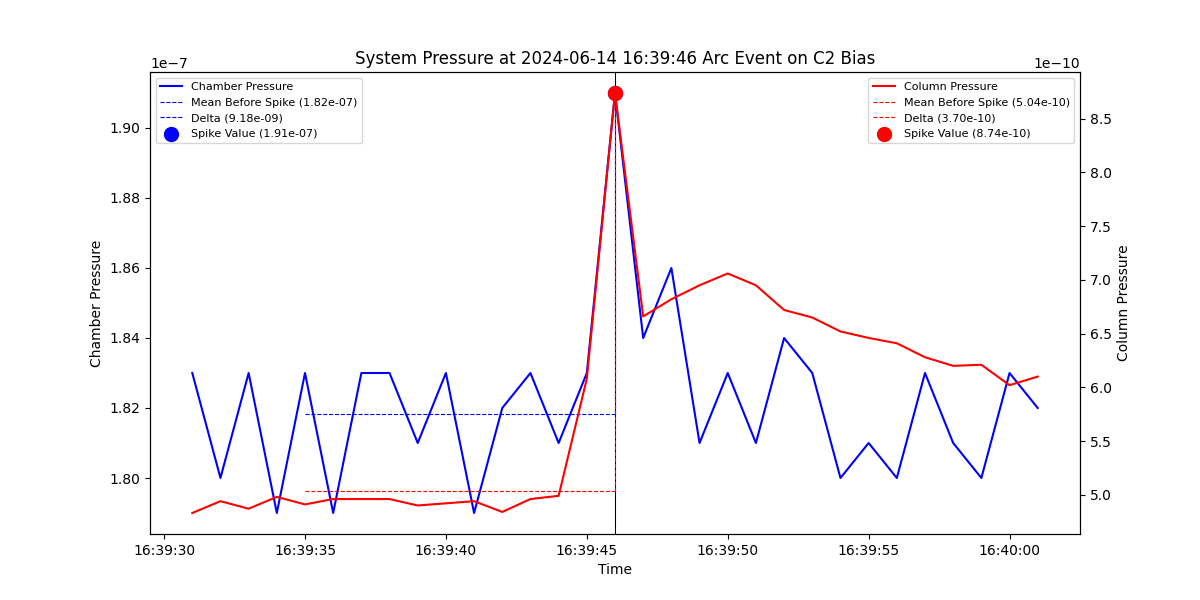 System Pressure at 2024-06-14 16:39:46 Arc Event on C2 Bias
1e−7
1e−10
Chamber Pressure
Mean Before Spike (1.82e-07)
Delta (9.18e-09)
Spike Value (1.91e-07)
Column Pressure
Mean Before Spike (5.04e-10)
Delta (3.70e-10)
Spike Value (8.74e-10)
Chamber Pressure
1.90
1.88
1.86
1.84
1.82
1.80
8.5
8.0
7.5
7.0
6.5
6.0
5.5
5.0
Column Pressure
16:39:30
16:39:35
16:39:40
16:39:45
16:39:50
16:39:55
16:40:00
Time